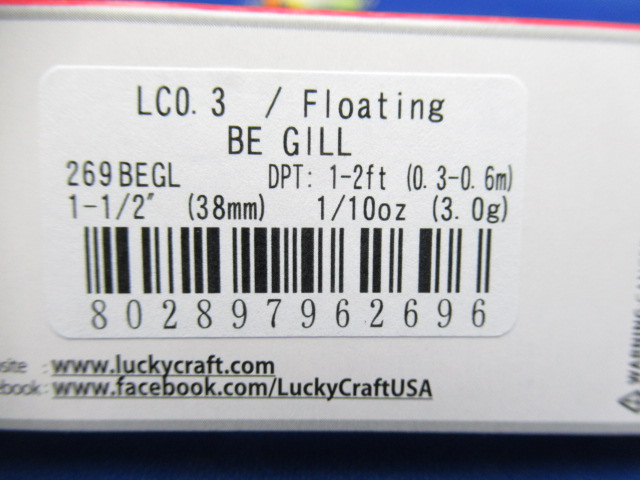 LC0.3 / Floating
BE GILL
269BEGL DPT: 1-2ft (0.3-0.6m)
1-1/2″ (38mm) 1/10oz (3.0g)
802897962696
: www.luckycraft.com
: www.facebook.com/LuckyCraftUSA
WARNING